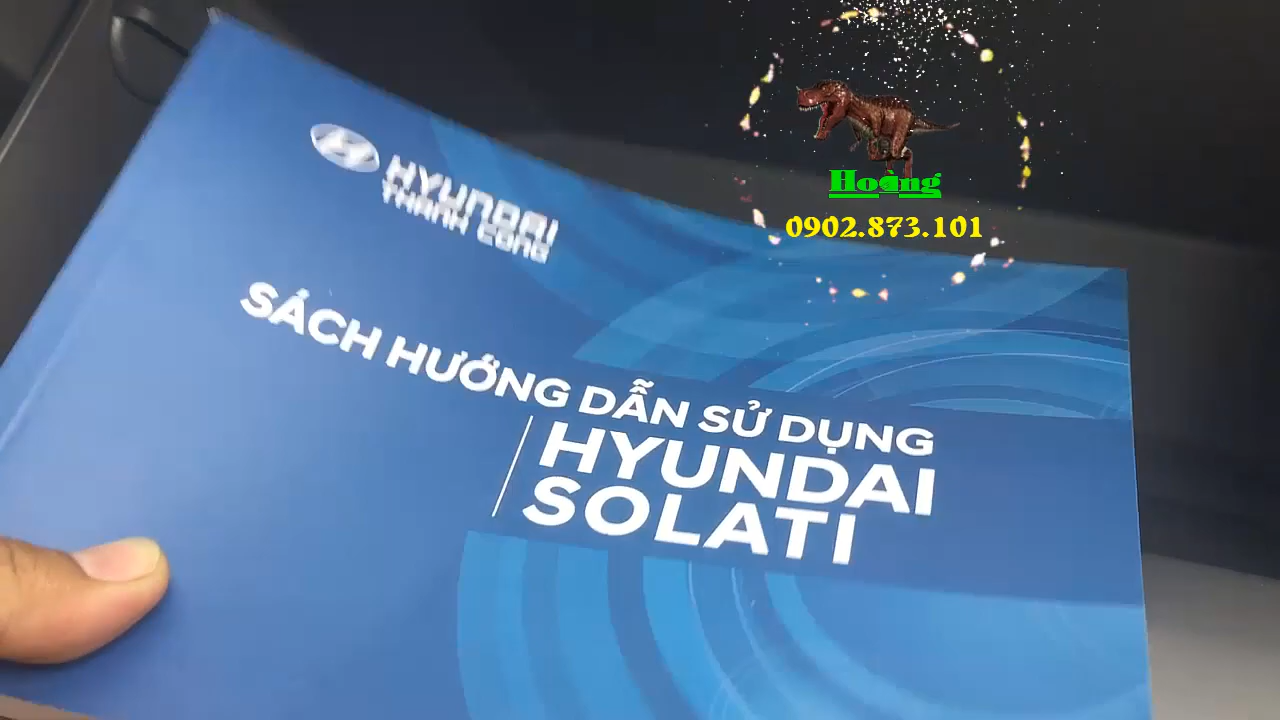 Hoàng
0902.873.101
HYUNDAI
THANH CONG
SÁCH HƯỚNG DẪN SỬ DỤNG
HYUNDAI
SOLATI